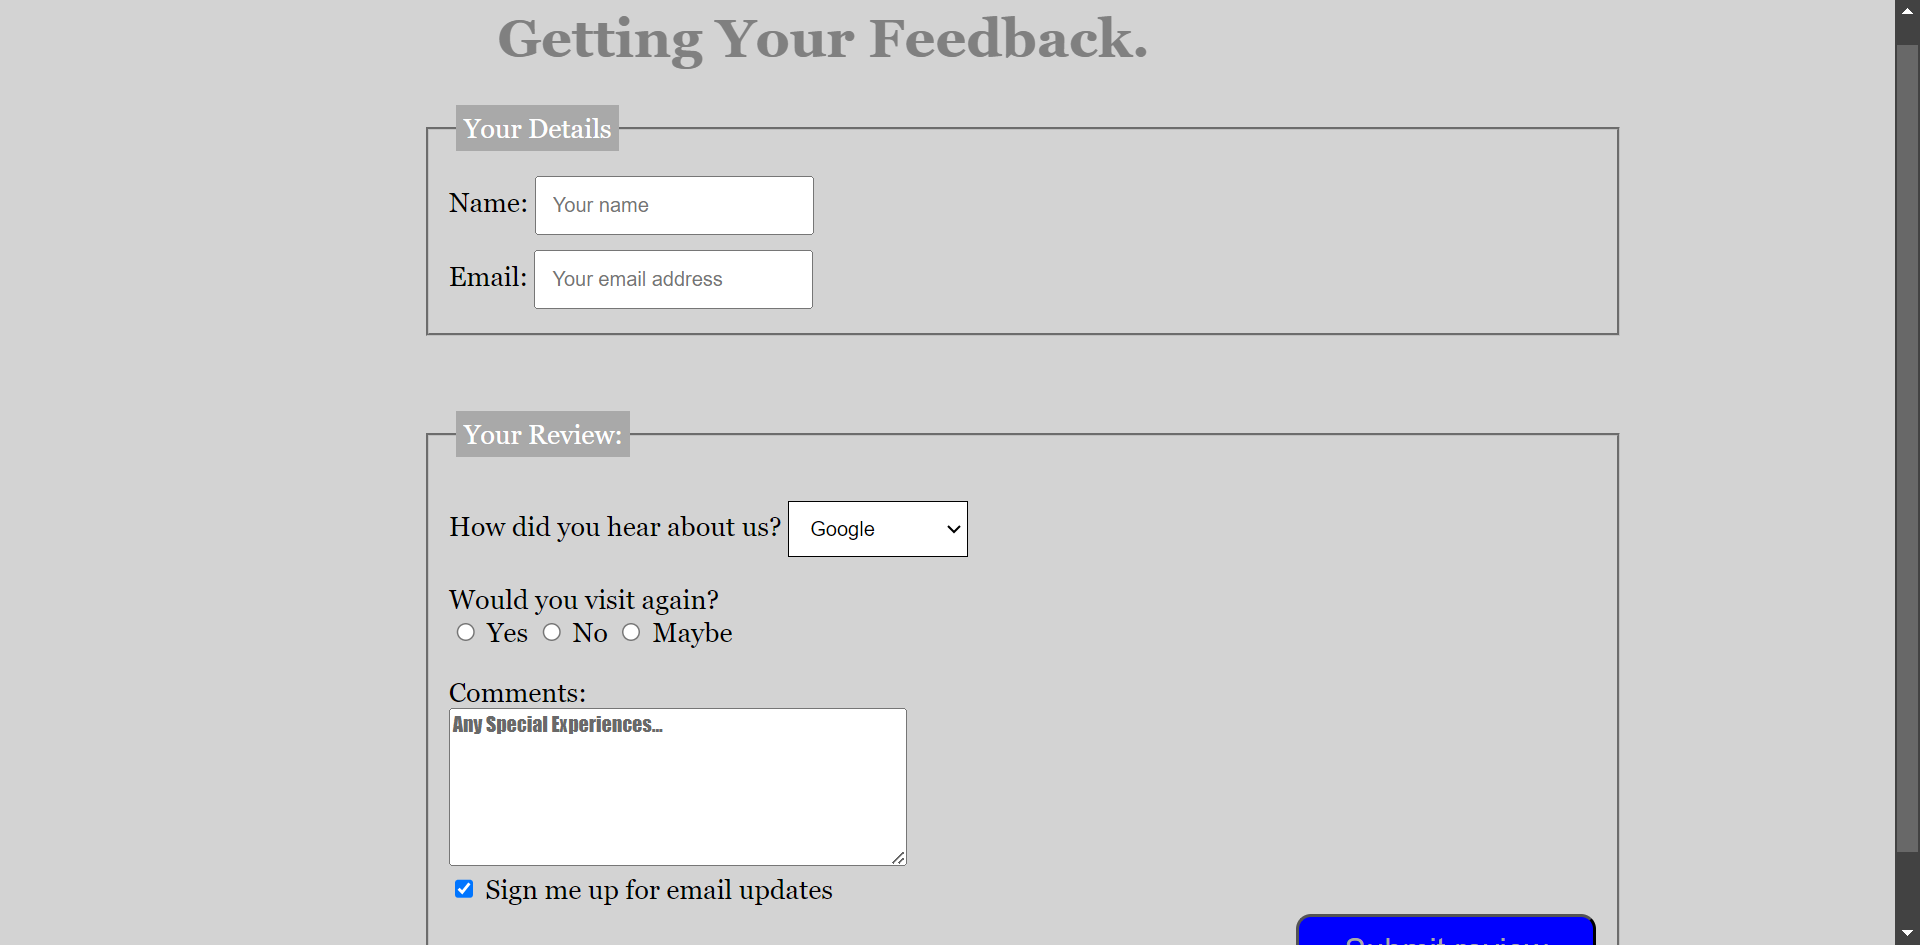 Getting Your Feedback.
Your Details
Name: Your name
Email: Your email address
Your Review:
How did you hear about us? Google
Would you visit again?
Yes No Maybe
Comments:
Any Special Experiences...
Sign me up for email updates
Submit review